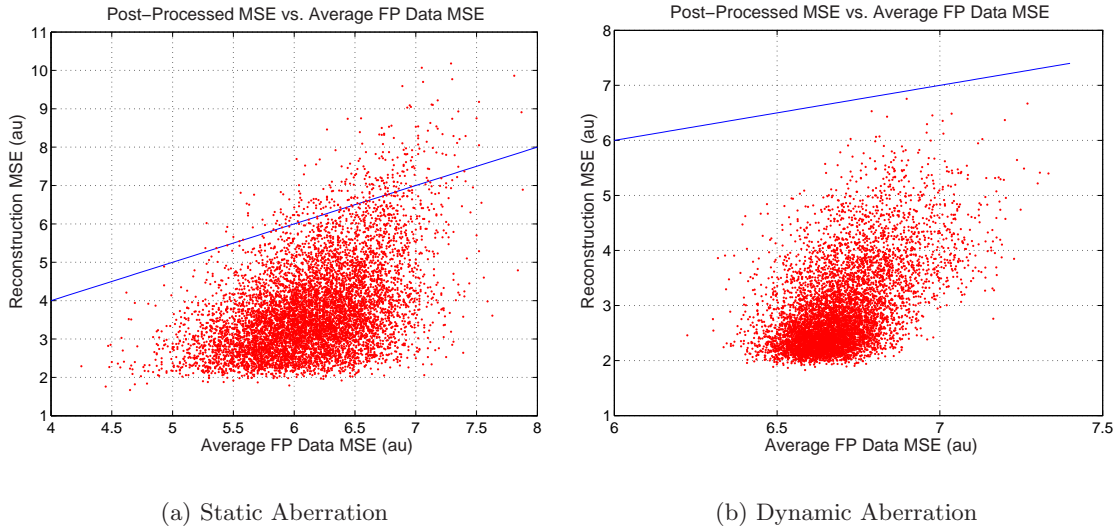 Post−Processed MSE vs. Average FP Data MSE
11
10
9
8
7
6
5
4
3
2
1
Reconstruction MSE (au)
4 4.5 5 5.5 6 6.5 7 7.5 8
Average FP Data MSE (au)
(a) Static Aberration
Post−Processed MSE vs. Average FP Data MSE
8
7
6
5
4
3
2
1
Reconstruction MSE (au)
6 6.5 7 7.5
Average FP Data MSE (au)
(b) Dynamic Aberration